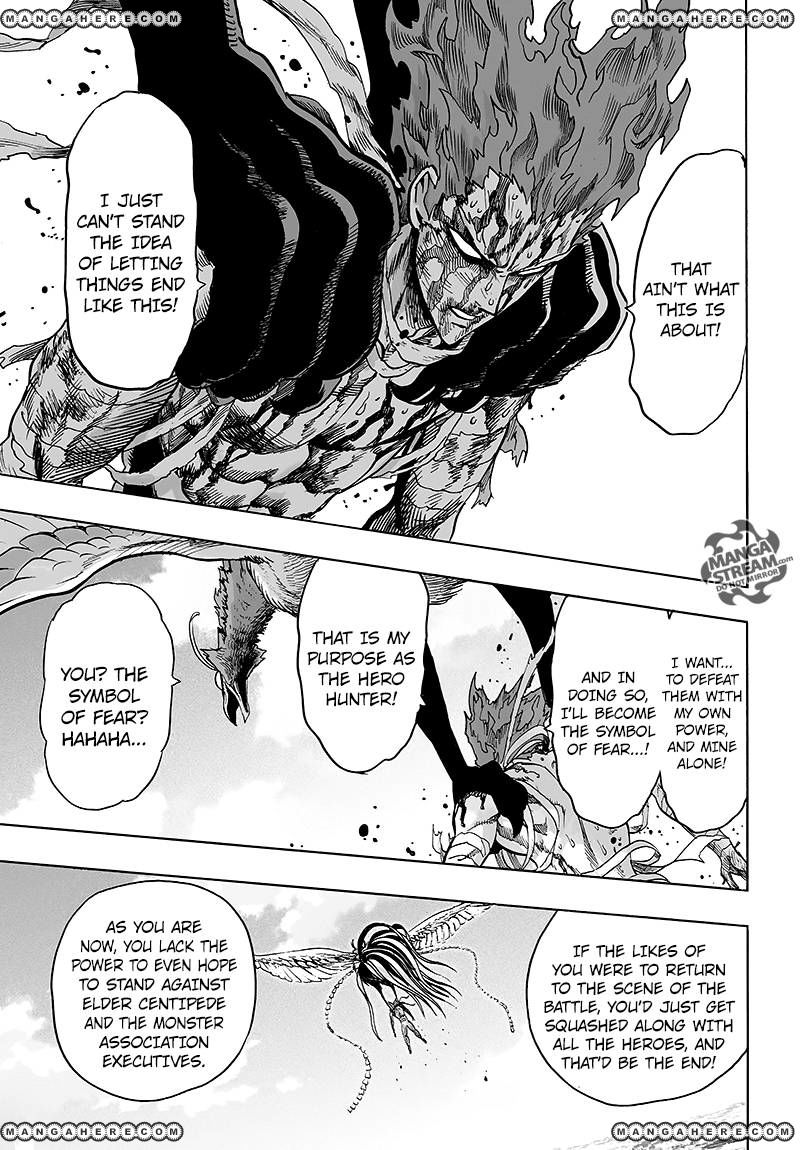 MANGAHERE.COM
MANGAHERE.COM
THAT
AIN'T WHAT
THIS IS
ABOUT!
I JUST
CAN'T STAND
THE IDEA
OF LETTING
THINGS END
LIKE THIS!
MANGA
STREAM.com
DO NOT MIRROR
I WANT...
TO DEFEAT
THEM WITH
MY OWN
POWER,
AND MINE
ALONE!
AND IN
DOING SO,
I'LL BECOME
THE SYMBOL
OF FEAR...!
THAT IS MY
PURPOSE AS
THE HERO
HUNTER!
YOU? THE
SYMBOL
OF FEAR?
HAHAHA...
IF THE LIKES OF
YOU WERE TO RETURN
TO THE SCENE OF THE
BATTLE, YOU'D JUST GET
SQUASHED ALONG WITH
ALL THE HEROES, AND
THAT'D BE THE END!
AS YOU ARE
NOW, YOU LACK THE
POWER TO EVEN HOPE
TO STAND AGAINST
ELDER CENTIPEDE
AND THE MONSTER
ASSOCIATION
EXECUTIVES.
MANGAHERE.COM
MANGAHERE.COM